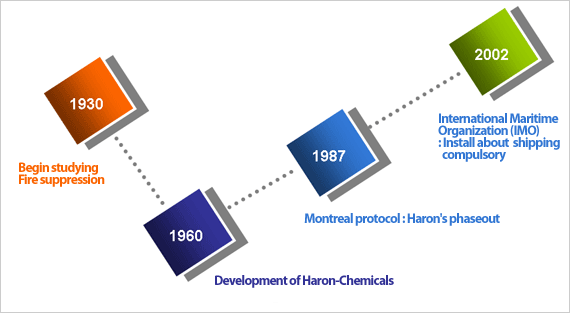 1930
Begin studying
Fire suppression
1960
Development of Haron-Chemicals
1987
Montreal protocol : Haron's phaseout
2002
International Maritime
Organization (IMO)
: Install about shipping
compulsory